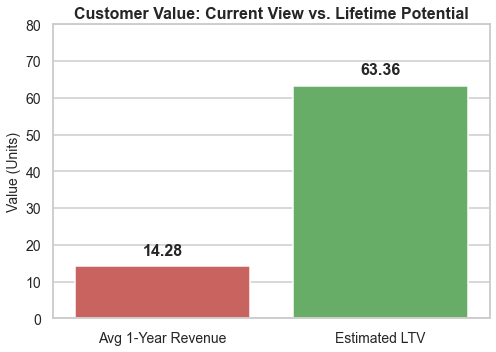 Customer Value: Current View vs. Lifetime Potential
80
70
60
50
40
30
20
10
0
Value (Units)
14.28
63.36
Avg 1-Year Revenue
Estimated LTV